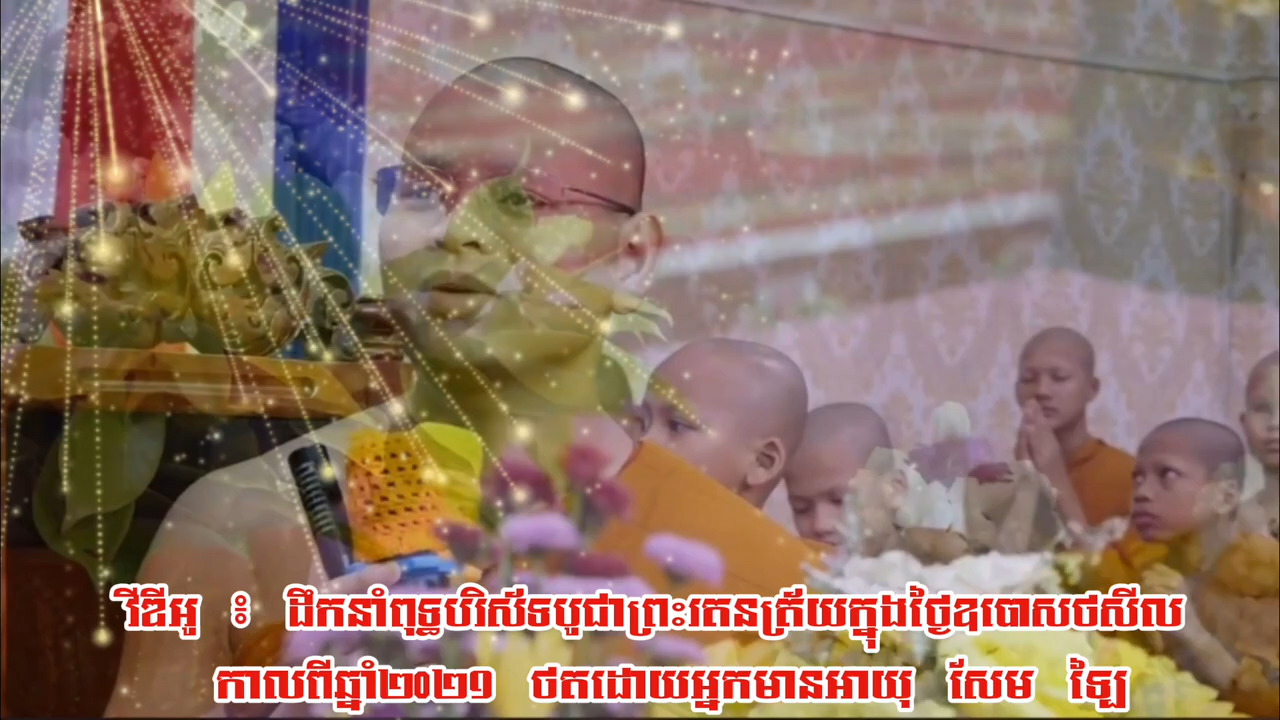 វីឌីអូ ៖ ដឹកនាំពុទ្ធបរិស័ទបូជាព្រះរតនត្រ័យក្នុងថ្ងៃឧបោសថសីល
កាលពីឆ្នាំ២០២១ ថតដោយអ្នកមានអាយុ សែម ឡៃ